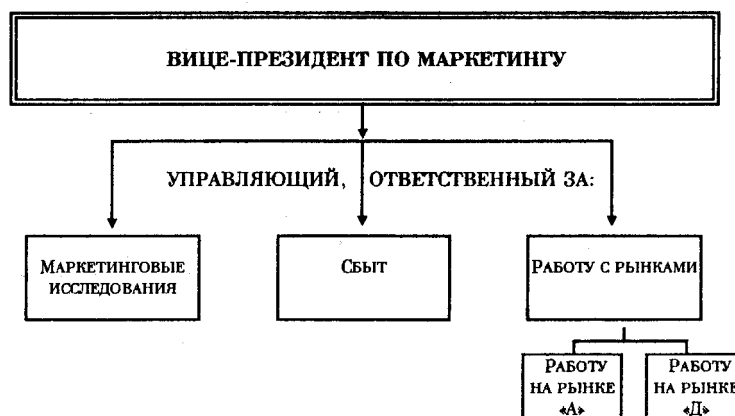 ВИЦЕ-ПРЕЗИДЕНТ ПО МАРКЕТИНГУ
УПРАВЛЯЮЩИЙ, ОТВЕТСТВЕННЫЙ ЗА:
МАРКЕТИНГОВЫЕ
ИССЛЕДОВАНИЯ
СБЫТ
РАБОТУ С РЫНКАМИ
РАБОТУ
НА РЫНКЕ
«А»
РАБОТУ
НА РЫНКЕ
«Д»